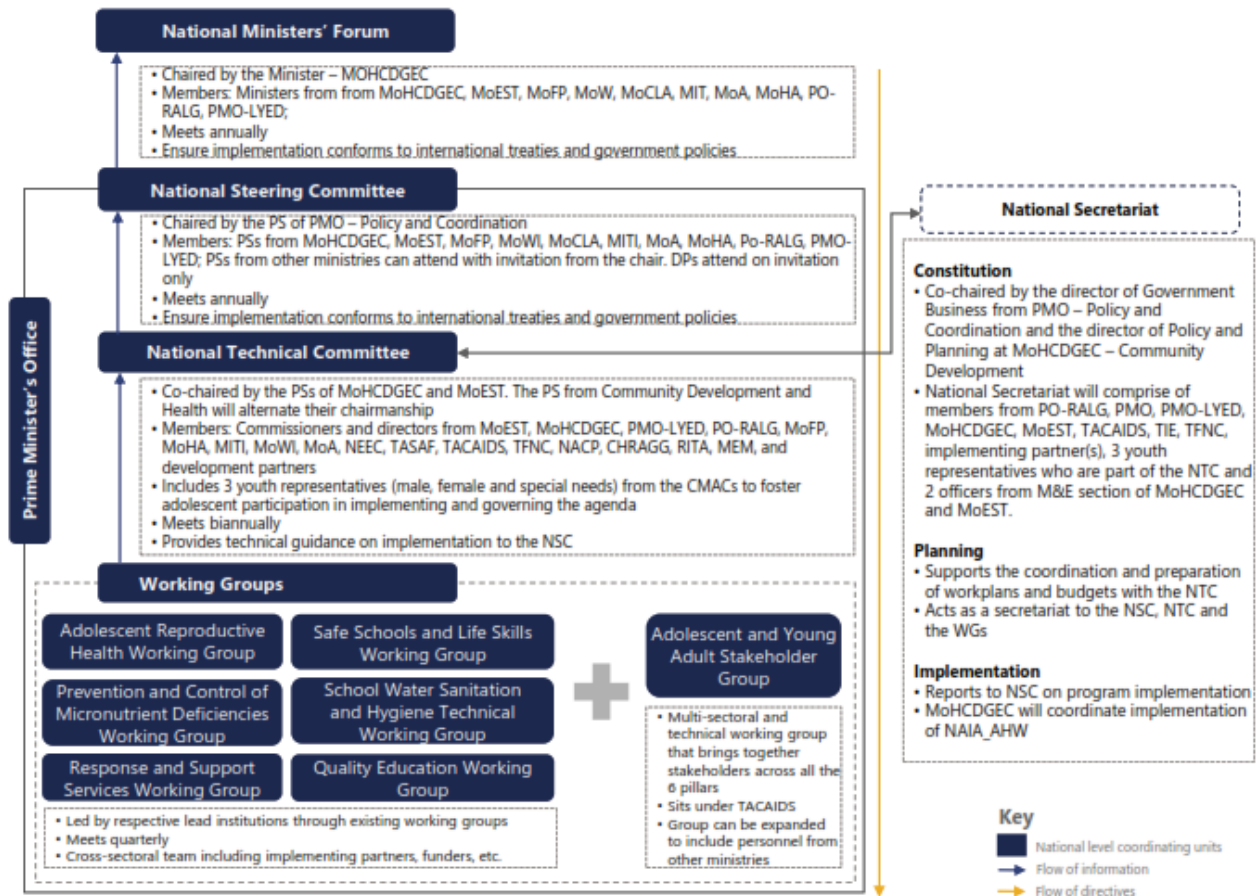 National Ministers' Forum
• Chaired by the Minister – MOHCDGEC
• Members: Ministers from from MoHCDGEC, MoEST, MoFP, MoW, MoCLA, MIT, MoA, MoHA, PO-
RALG, PMO-LYED;
• Meets annually
• Ensure implementation conforms to international treaties and government policies
National Steering Committee
• Chaired by the PS of PMO – Policy and Coordination
• Members: PSs from MoHCDGEC, MoEST, MoFP, MoWI, MoCLA, MITI, MoA, MoHA, Po-RALG, PMO-
LYED; PSs from other ministries can attend with invitation from the chair. DPs attend on invitation
only
• Meets annually
• Ensure implementation conforms to international treaties and government policies
Prime Minister's Office
National Technical Committee
• Co-chaired by the PSs of MoHCDGEC and MoEST. The PS from Community Development and
Health will alternate their chairmanship
• Members: Commissioners and directors from MoEST, MoHCDGEC, PMO-LYED, PO-RALG, MoFP,
MoHA, MITI, MoWI, MoA, NEEC, TASAF, TACAIDS, TFNC, NACP, CHRAGG, RITA, MEM, and
development partners
• Includes 3 youth representatives (male, female and special needs) from the CMACs to foster
adolescent participation in implementing and governing the agenda
• Meets biannually
• Provides technical guidance on implementation to the NSC
Working Groups
Adolescent Reproductive
Health Working Group
Safe Schools and Life Skills
Working Group
Prevention and Control of
Micronutrient Deficiencies
Working Group
School Water Sanitation
and Hygiene Technical
Working Group
Response and Support
Services Working Group
Quality Education Working
Group
• Led by respective lead institutions through existing working groups
• Meets quarterly
• Cross-sectoral team including implementing partners, funders, etc.
Adolescent and Young
Adult Stakeholder
Group
• Multi-sectoral and
technical working group
that brings together
stakeholders across all the
6 pillars
• Sits under TACAIDS
• Group can be expanded
to include personnel from
other ministries
National Secretariat
Constitution
• Co-chaired by the director of Government
Business from PMO – Policy and
Coordination and the director of Policy and
Planning at MoHCDGEC – Community
Development
• National Secretariat will comprise of
members from PO-RALG, PMO, PMO-LYED,
MoHCDGEC, MoEST, TACAIDS, TIE, TFNC,
implementing partner(s), 3 youth
representatives who are part of the NTC and
2 officers from M&E section of MoHCDGEC
and MoEST.
Planning
• Supports the coordination and preparation
of workplans and budgets with the NTC
• Acts as a secretariat to the NSC, NTC and
the WGs
Implementation
• Reports to NSC on program implementation
• MoHCDGEC will coordinate implementation
of NAIA_AHW
Key
National level coordinating units
Flow of information
Flow of directives